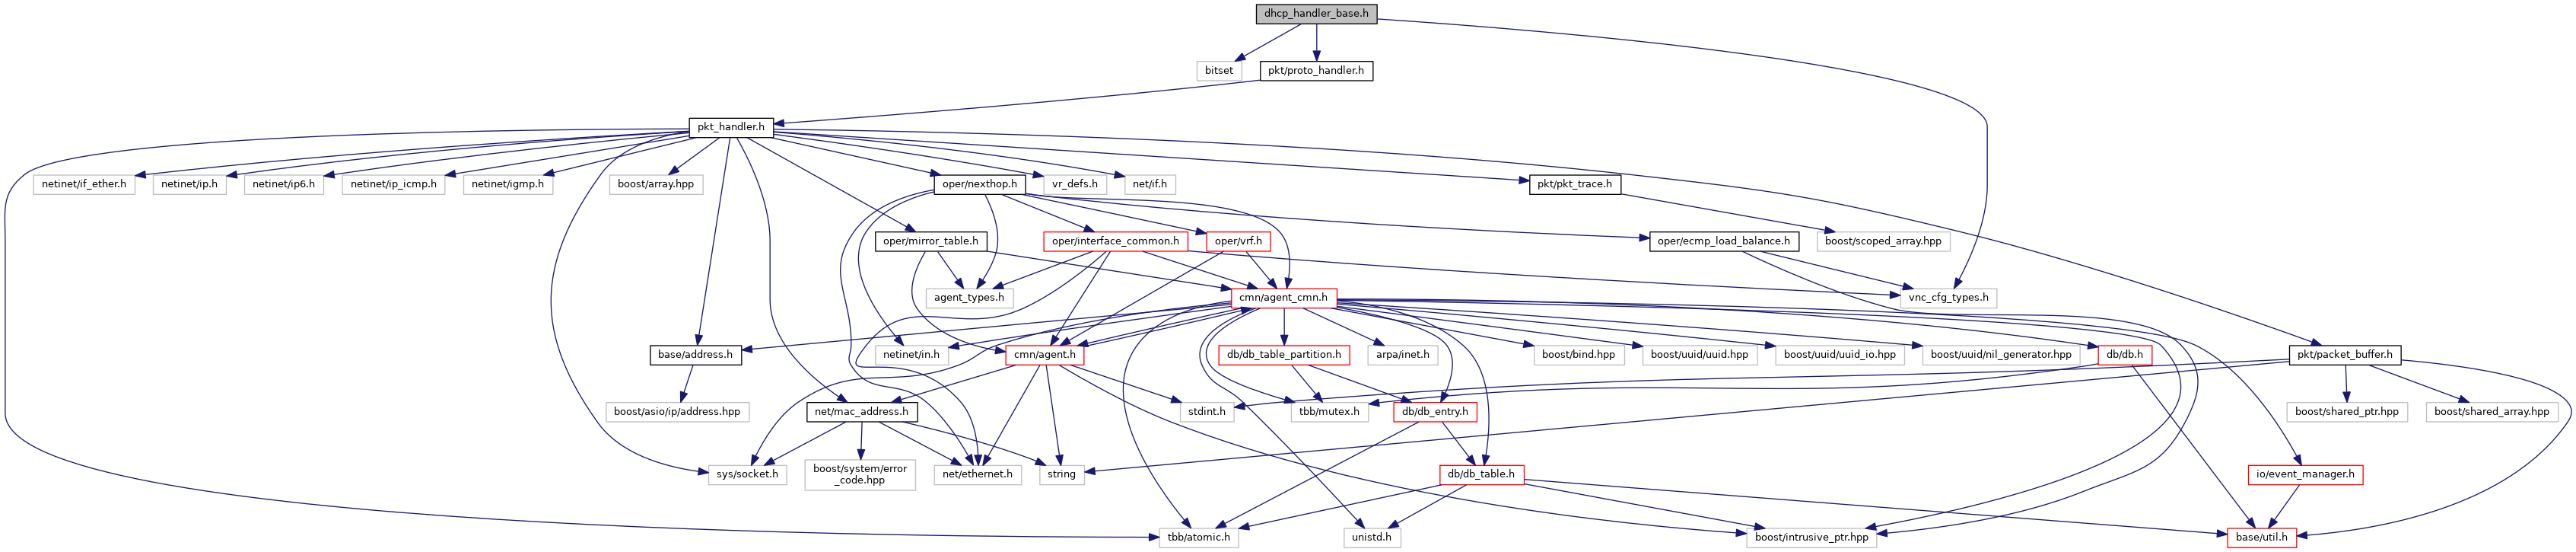 dhcp_handler_base.h
bitset
pkt/proto_handler.h
pkt_handler.h
netinet/if_ether.h
netinet/ip.h
netinet/ip6.h
netinet/ip_icmp.h
netinet/igmp.h
boost/array.hpp
oper/nexthop.h
vr_defs.h
net/if.h
pkt/pkt_trace.h
oper/mirror_table.h
oper/interface_common.h
oper/vrf.h
oper/ecmp_load_balance.h
boost/scoped_array.hpp
agent_types.h
cmn/agent_cmn.h
vnc_cfg_types.h
base/address.h
netinet/in.h
cmn/agent.h
db/db_table_partition.h
arpa/inet.h
boost/bind.hpp
boost/uuid/uuid.hpp
boost/uuid/uuid_io.hpp
boost/uuid/nil_generator.hpp
db/db.h
pkt/packet_buffer.h
boost/asio/ip/address.hpp
net/mac_address.h
stdint.h
tbb/mutex.h
db/db_entry.h
boost/shared_ptr.hpp
boost/shared_array.hpp
sys/socket.h
boost/system/error
_code.hpp
net/ethernet.h
string
db/db_table.h
io/event_manager.h
tbb/atomic.h
unistd.h
boost/intrusive_ptr.hpp
base/util.h